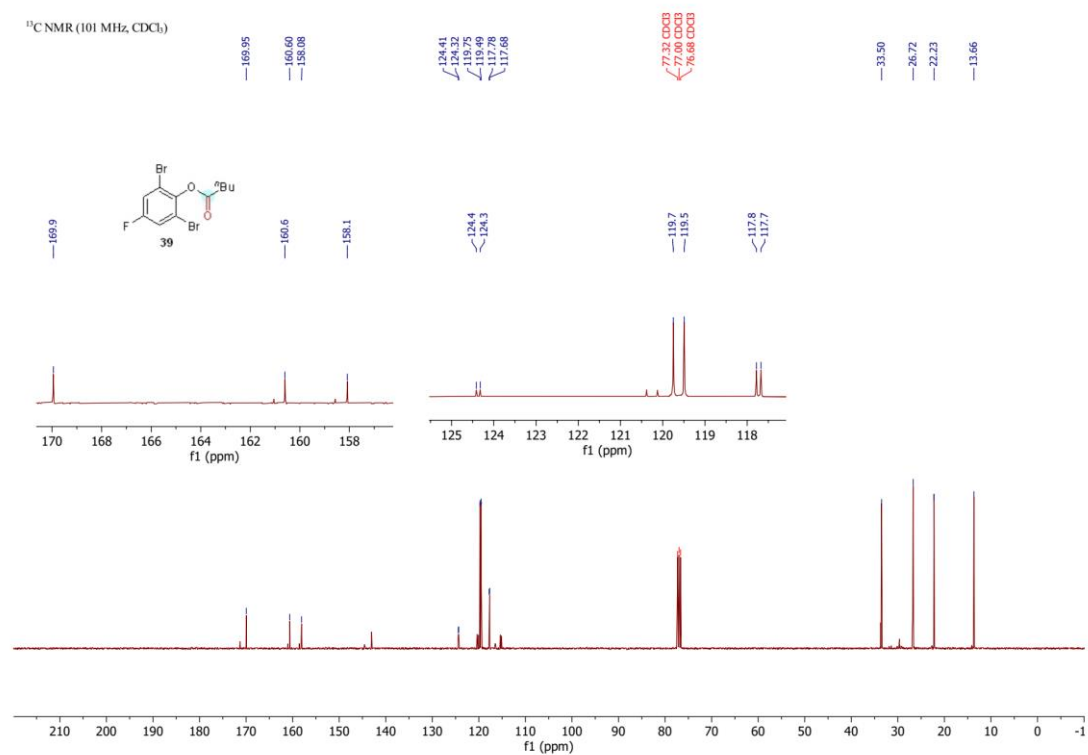 ¹³C NMR (101 MHz, CDCl₃)
169.95
160.60
158.08
124.41
124.32
119.75
119.49
117.78
117.68
77.32 CDCl3
77.00 CDCl3
76.68 CDCl3
33.50
26.72
22.23
13.66
Br
O
ⁿBu
O
F
Br
39
169.9
160.6
158.1
170 168 166 164 162 160 158
f1 (ppm)
124.4
124.3
119.7
119.5
117.8
117.7
125 124 123 122 121 120 119 118
f1 (ppm)
210 200 190 180 170 160 150 140 130 120 110 100 90 80 70 60 50 40 30 20 10 0 -1
f1 (ppm)